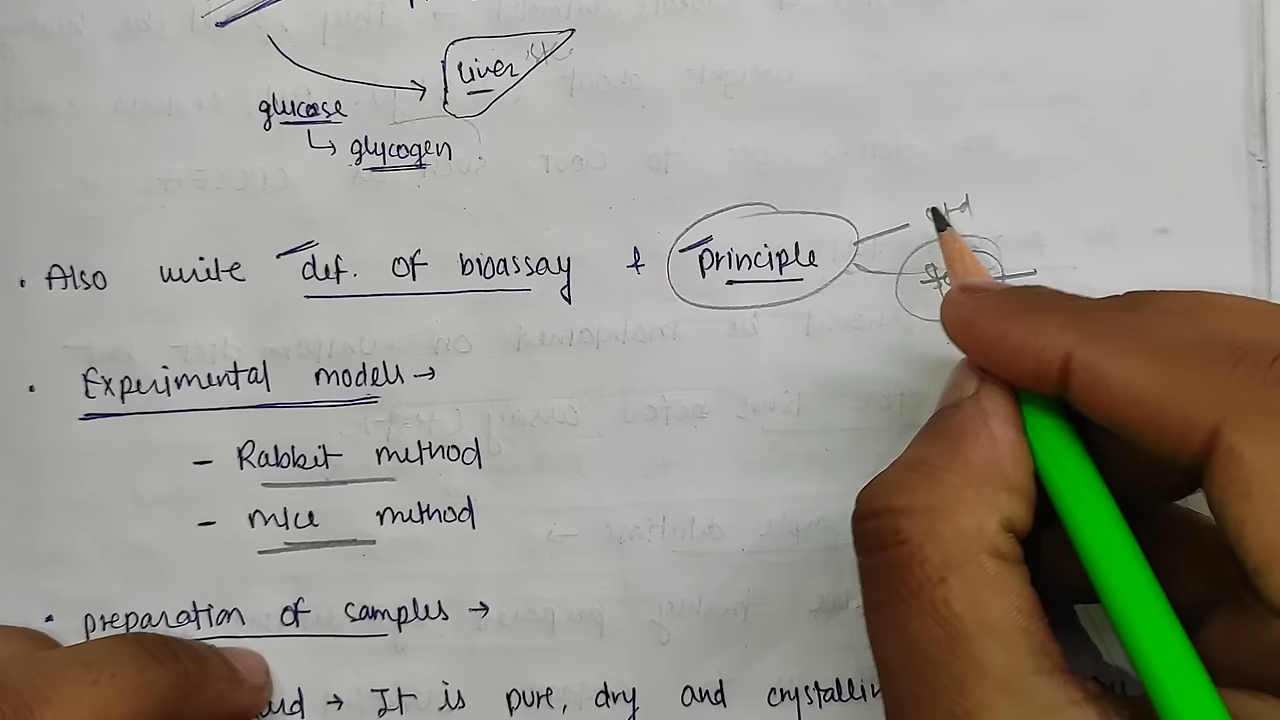 Liver
glucose
↳ glycogen
std
• Also write def. of bioassay & principle
• Experimental models →
- Rabbit method
- mice method
• preparation of samples →
→ It is pure, dry and